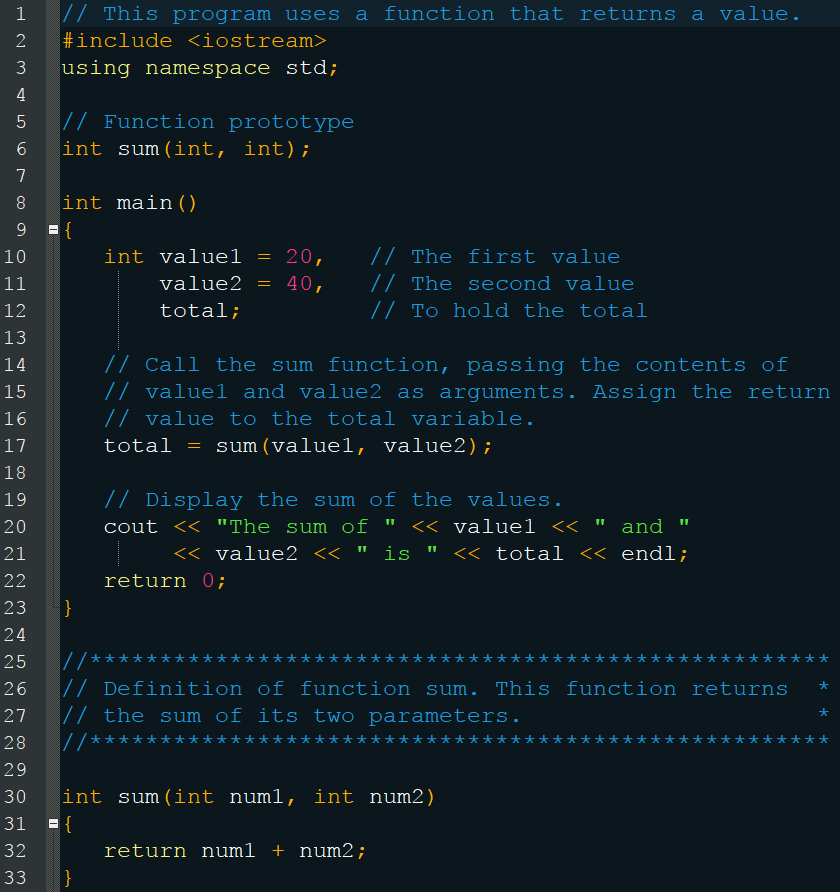 1 // This program uses a function that returns a value.
2 #include <iostream>
3 using namespace std;
4
5 // Function prototype
6 int sum(int, int);
7
8 int main()
9 {
10    int value1 = 20,   // The first value
11        value2 = 40,   // The second value
12        total;         // To hold the total
13
14    // Call the sum function, passing the contents of
15    // value1 and value2 as arguments. Assign the return
16    // value to the total variable.
17    total = sum(value1, value2);
18
19    // Display the sum of the values.
20    cout << "The sum of " << value1 << " and "
21         << value2 << " is " << total << endl;
22    return 0;
23 }
24
25 //*****************************************************
26 // Definition of function sum. This function returns  *
27 // the sum of its two parameters.                     *
28 //*****************************************************
29
30 int sum(int num1, int num2)
31 {
32    return num1 + num2;
33 }